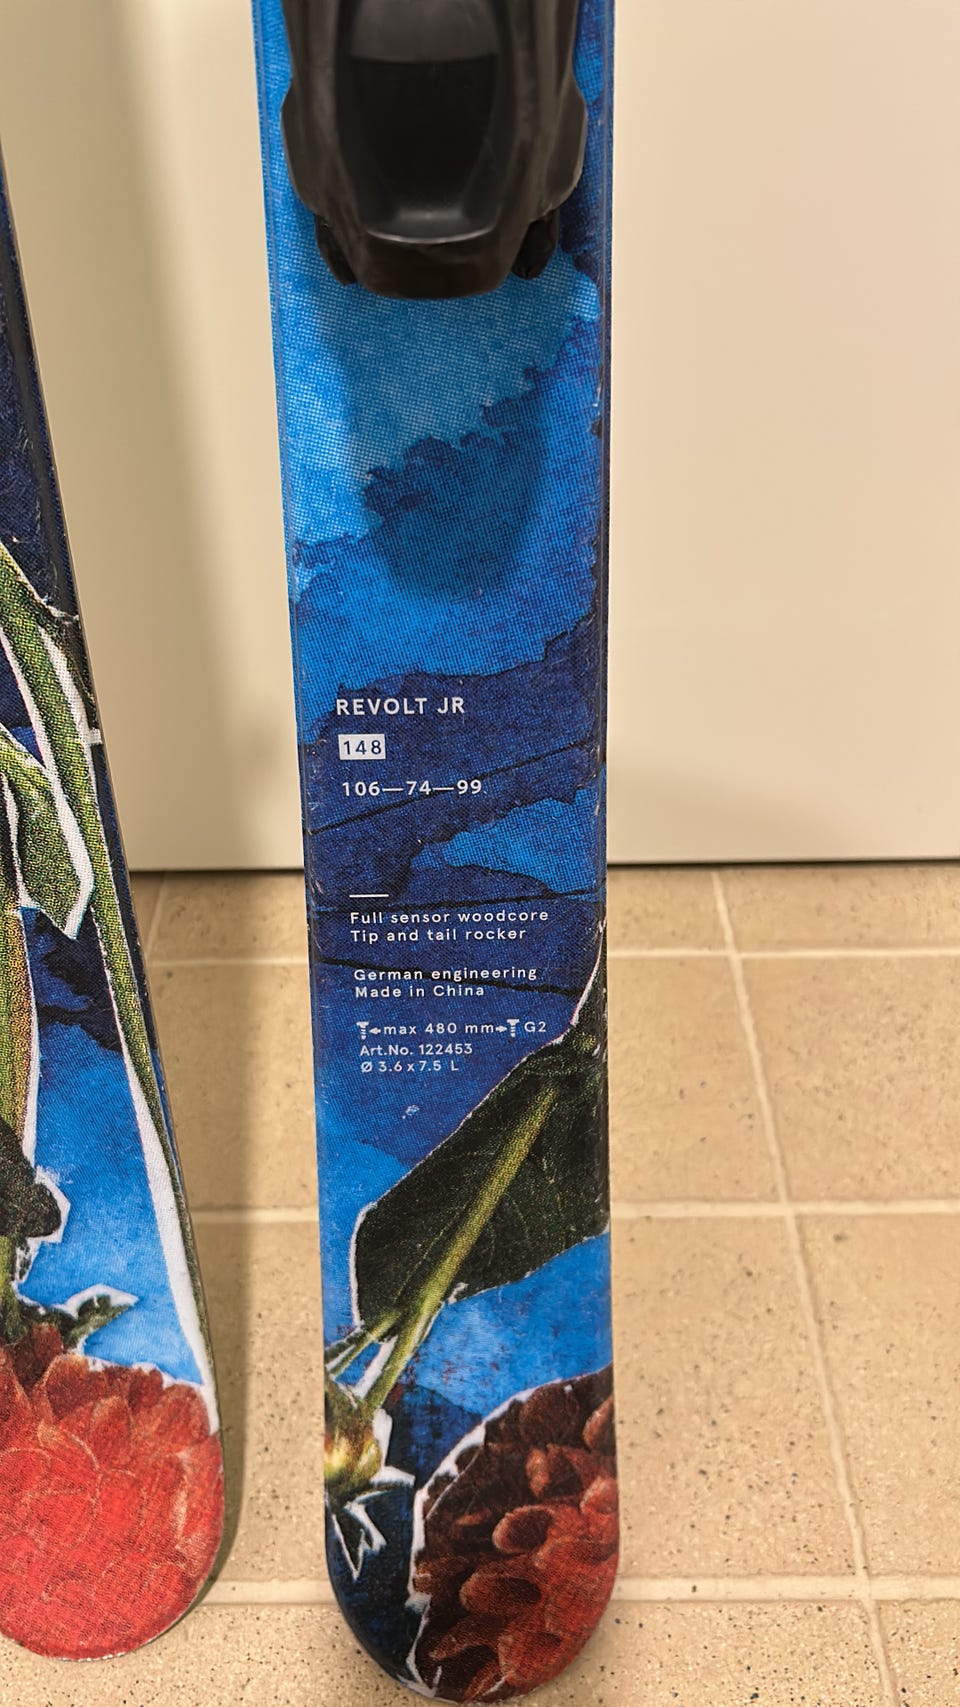 REVOLT JR
148
106—74—99
Full sensor woodcore
Tip and tail rocker
German engineering
Made in China
max 480 mm G2
Art.No. 122453
Ø 3.6 x 7.5 L